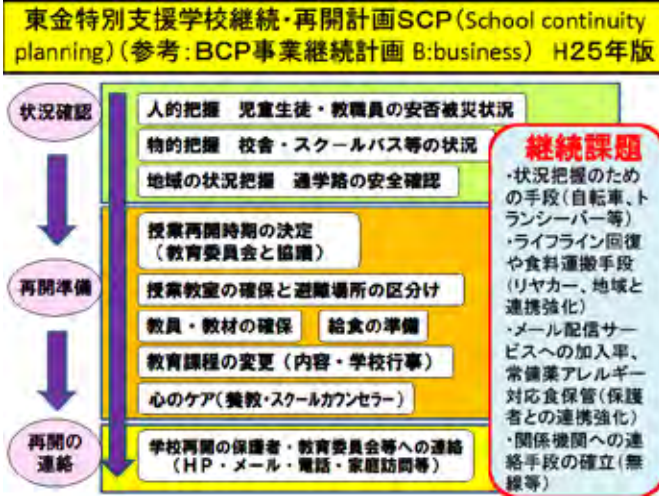 東金特別支援学校継続・再開計画SCP(School continuity
planning)(参考:BCP事業継続計画 B:business) H25年版
状況確認
人的把握 児童生徒・教職員の安否被災状況
物的把握 校舎・スクールバス等の状況
地域の状況把握 通学路の安全確認
再開準備
授業再開時期の決定
(教育委員会と協議)
授業教室の確保と避難場所の区分け
教員・教材の確保
給食の準備
教育課程の変更(内容・学校行事)
心のケア(養教・スクールカウンセラー)
再開の
連絡
学校再開の保護者・教育委員会等への連絡
(HP・メール・電話・家庭訪問等)
継続課題
・状況把握のため
の手段(自転車、ト
ランシーバー等)
・ライフライン回復
や食料運搬手段
(リヤカー、地域と
連携強化)
・メール配信サー
ビスへの加入率、
常備薬アレルギー
対応食保管(保護
者との連携強化)
・関係機関への連
絡手段の確立(無
線等)